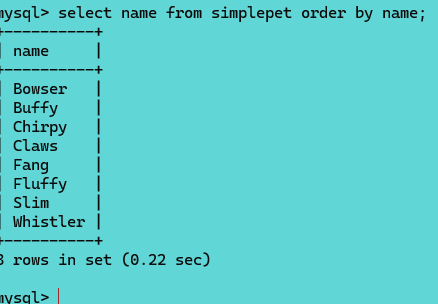 mysql> select name from simplepet order by name;
+----------+
| name     |
+----------+
| Bowser   |
| Buffy    |
| Chirpy   |
| Claws    |
| Fang     |
| Fluffy   |
| Slim     |
| Whistler |
+----------+
8 rows in set (0.22 sec)

mysql>